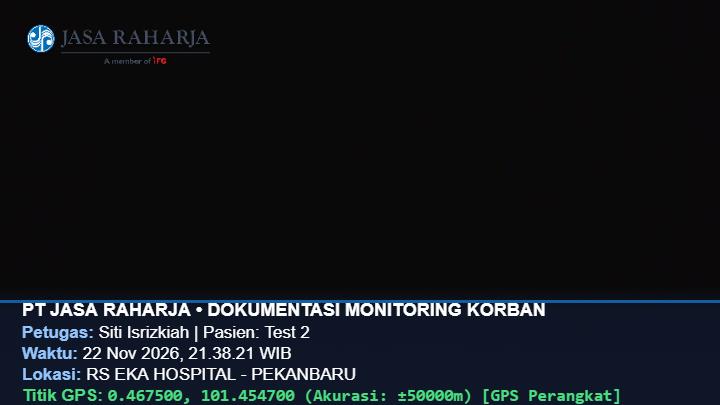 JASA RAHARJA
A member of IFG
PT JASA RAHARJA • DOKUMENTASI MONITORING KORBAN
Petugas: Siti Isrizkiah | Pasien: Test 2
Waktu: 22 Nov 2026, 21.38.21 WIB
Lokasi: RS EKA HOSPITAL - PEKANBARU
Titik GPS: 0.467500, 101.454700 (Akurasi: ±50000m) [GPS Perangkat]